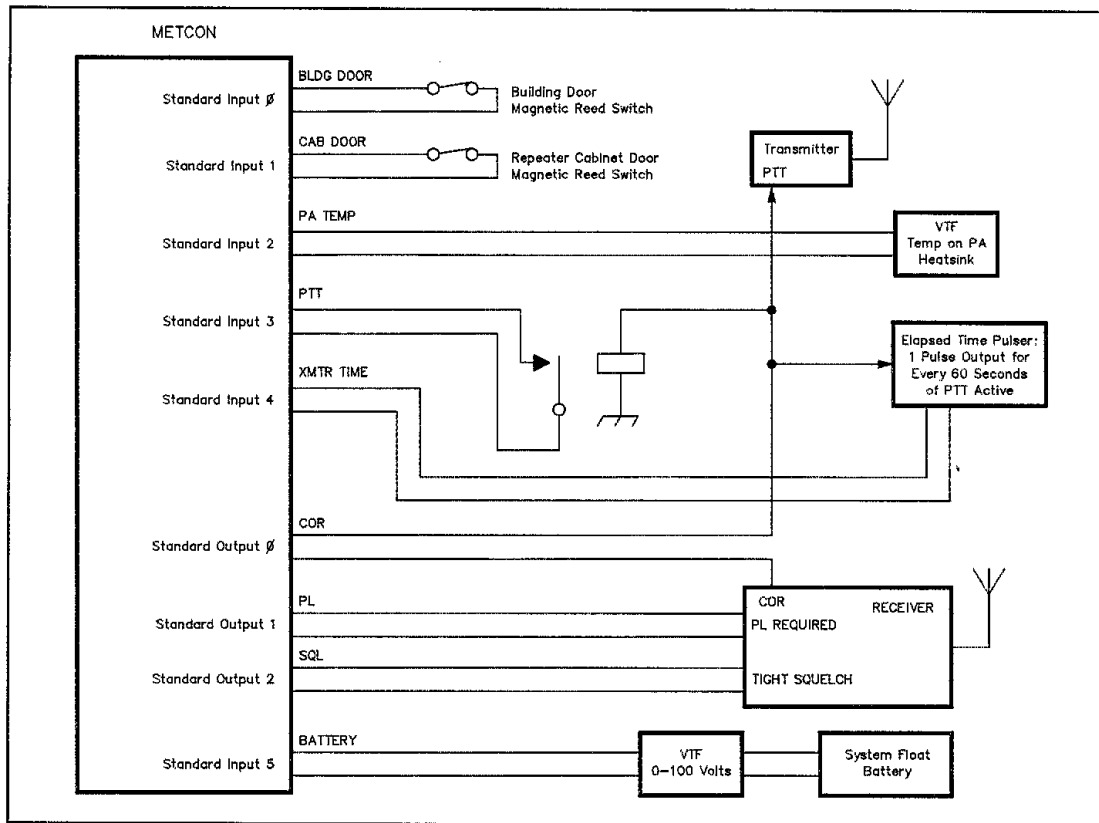 METCON
BLDG DOOR
Standard Input Ø
Building Door
Magnetic Reed Switch
CAB DOOR
Standard Input 1
Repeater Cabinet Door
Magnetic Reed Switch
Transmitter
PTT
PA TEMP
Standard Input 2
VTF
Temp on PA
Heatsink
PTT
Standard Input 3
Elapsed Time Pulser:
1 Pulse Output for
Every 60 Seconds
of PTT Active
XMTR TIME
Standard Input 4
COR
Standard Output Ø
PL
Standard Output 1
COR
RECEIVER
PL REQUIRED
SQL
Standard Output 2
TIGHT SQUELCH
BATTERY
Standard Input 5
VTF
0-100 Volts
System Float
Battery